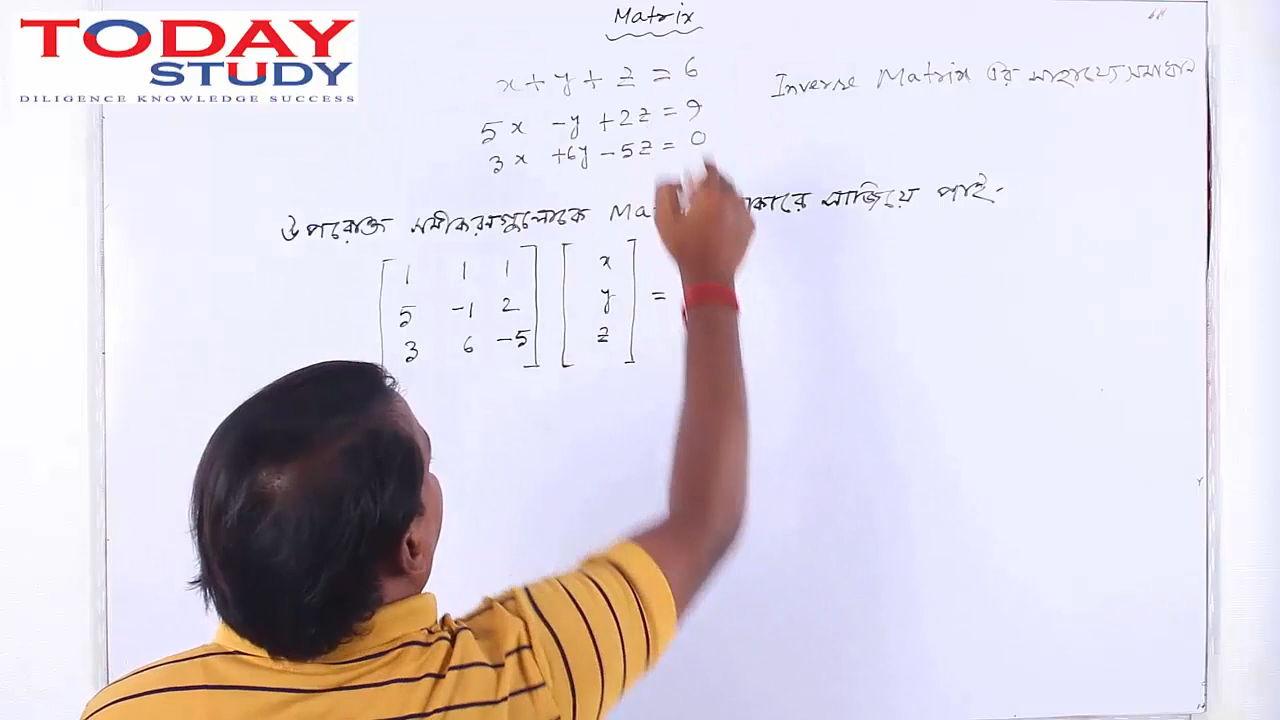 TODAY
STUDY
DILIGENCE KNOWLEDGE SUCCESS
Matrix
x + y + z = 6
5x - y + 2z = 9
3x + 6y - 5z = 0
Inverse Matrix এর সাহায্যে সমাধান
উপরোক্ত সমীকরণগুলোকে Mat কারে সাজিয়ে পাই-
1 1 1 x
5 -1 2 y =
3 6 -5 z